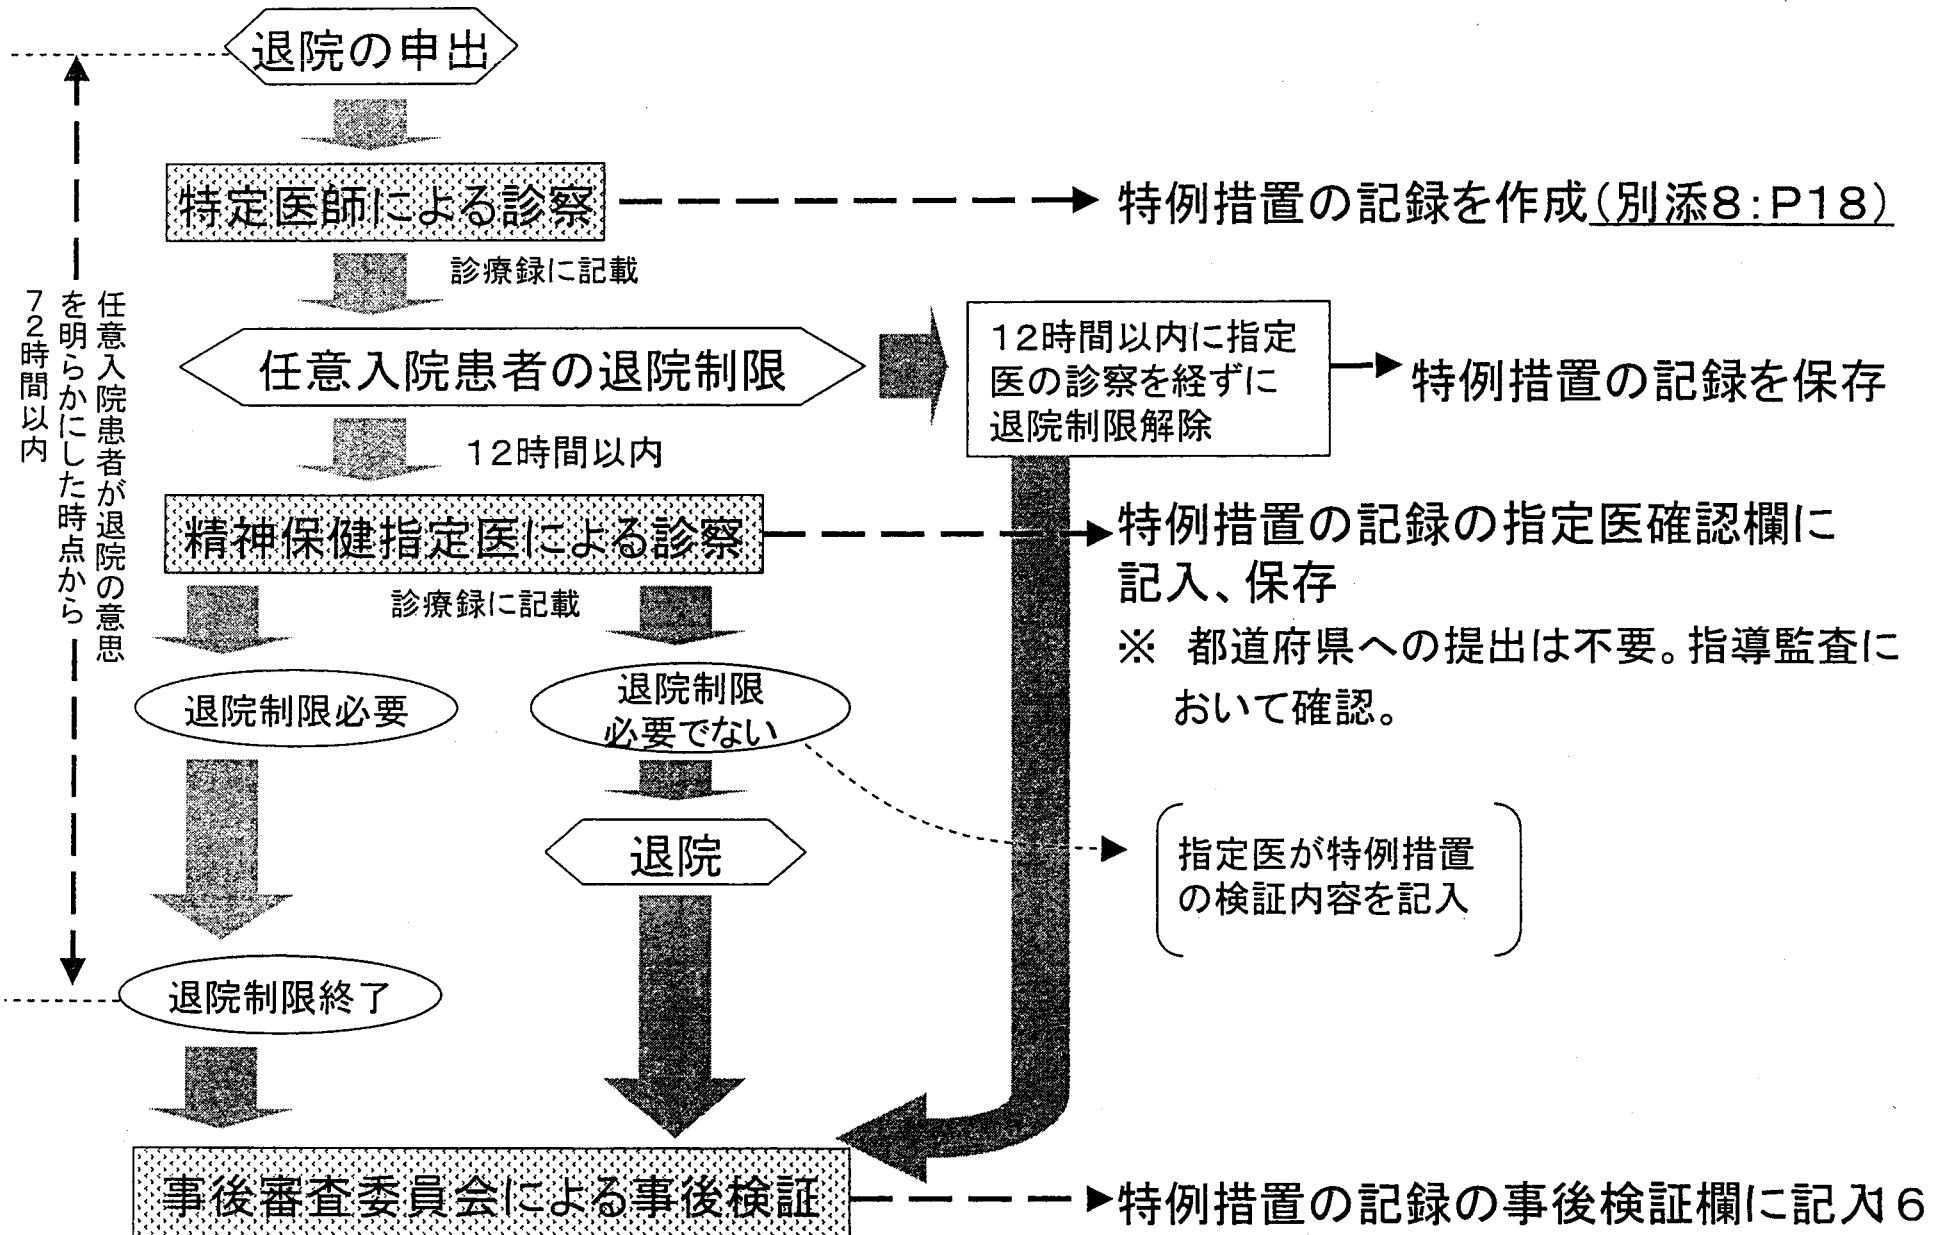 退院の申出
特定医師による診察
特例措置の記録を作成(別添8:P18)
診療録に記載
任意入院患者の退院制限
12時間以内に指定
医の診察を経ずに
退院制限解除
特例措置の記録を保存
任意入院患者が退院の意思
を明らかにした時点から
72時間以内
12時間以内
精神保健指定医による診察
特例措置の記録の指定医確認欄に
記入、保存
※ 都道府県への提出は不要。指導監査に
おいて確認。
診療録に記載
退院制限必要
退院制限
必要でない
退院
指定医が特例措置
の検証内容を記入
退院制限終了
事後審査委員会による事後検証
特例措置の記録の事後検証欄に記入
16